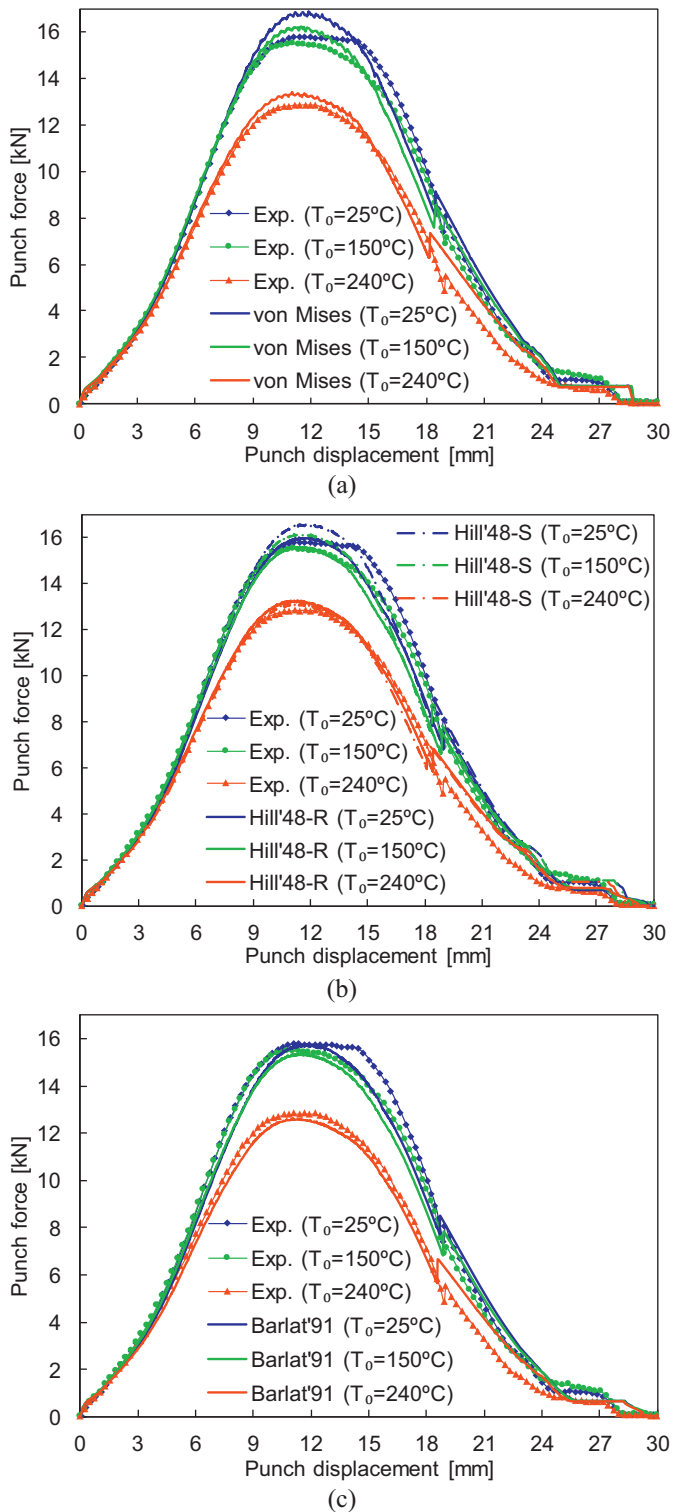 16
14
12
10
8
6
4
2
0
Punch force [kN]
Exp. (T₀=25ºC)
Exp. (T₀=150ºC)
Exp. (T₀=240ºC)
von Mises (T₀=25ºC)
von Mises (T₀=150ºC)
von Mises (T₀=240ºC)
0 3 6 9 12 15 18 21 24 27 30
Punch displacement [mm]
(a)
16
14
12
10
8
6
4
2
0
Punch force [kN]
Hill'48-S (T₀=25ºC)
Hill'48-S (T₀=150ºC)
Hill'48-S (T₀=240ºC)
Exp. (T₀=25ºC)
Exp. (T₀=150ºC)
Exp. (T₀=240ºC)
Hill'48-R (T₀=25ºC)
Hill'48-R (T₀=150ºC)
Hill'48-R (T₀=240ºC)
0 3 6 9 12 15 18 21 24 27 30
Punch displacement [mm]
(b)
16
14
12
10
8
6
4
2
0
Punch force [kN]
Exp. (T₀=25ºC)
Exp. (T₀=150ºC)
Exp. (T₀=240ºC)
Barlat'91 (T₀=25ºC)
Barlat'91 (T₀=150ºC)
Barlat'91 (T₀=240ºC)
0 3 6 9 12 15 18 21 24 27 30
Punch displacement [mm]
(c)